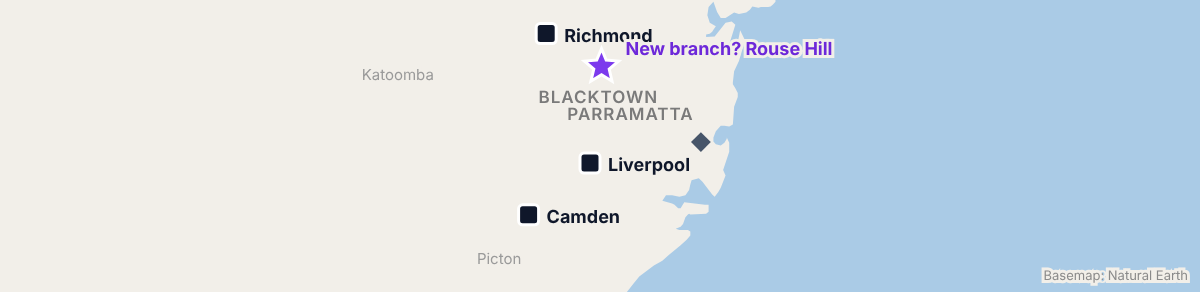 Richmond
New branch? Rouse Hill
Katoomba
BLACKTOWN
PARRAMATTA
Liverpool
Camden
Picton
Basemap: Natural Earth